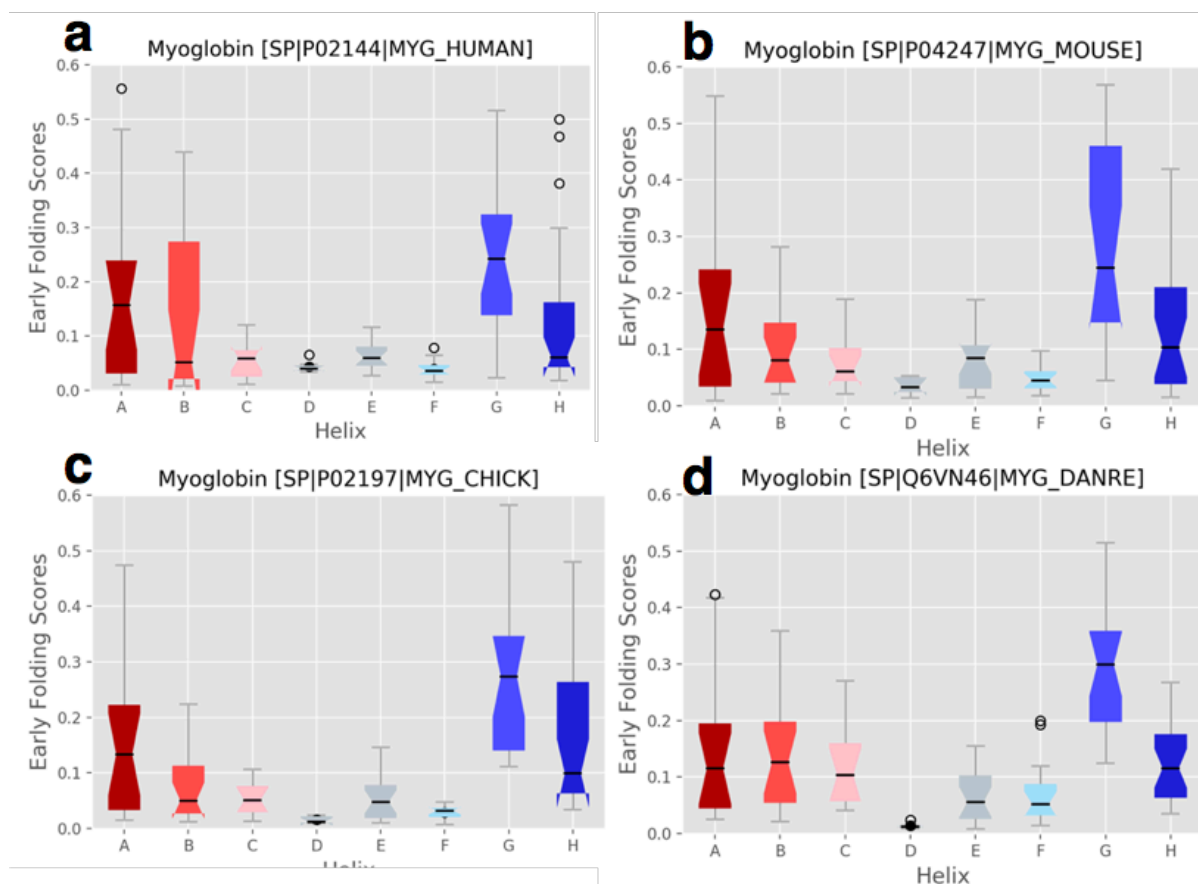 a
Myoglobin [SP|P02144|MYG_HUMAN]
Early Folding Scores
0.6
0.5
0.4
0.3
0.2
0.1
0.0
A B C D E F G H
Helix
b
Myoglobin [SP|P04247|MYG_MOUSE]
Early Folding Scores
0.6
0.5
0.4
0.3
0.2
0.1
0.0
A B C D E F G H
Helix
c
Myoglobin [SP|P02197|MYG_CHICK]
Early Folding Scores
0.6
0.5
0.4
0.3
0.2
0.1
0.0
A B C D E F G H
Helix
d
Myoglobin [SP|Q6VN46|MYG_DANRE]
Early Folding Scores
0.6
0.5
0.4
0.3
0.2
0.1
0.0
A B C D E F G H
Helix